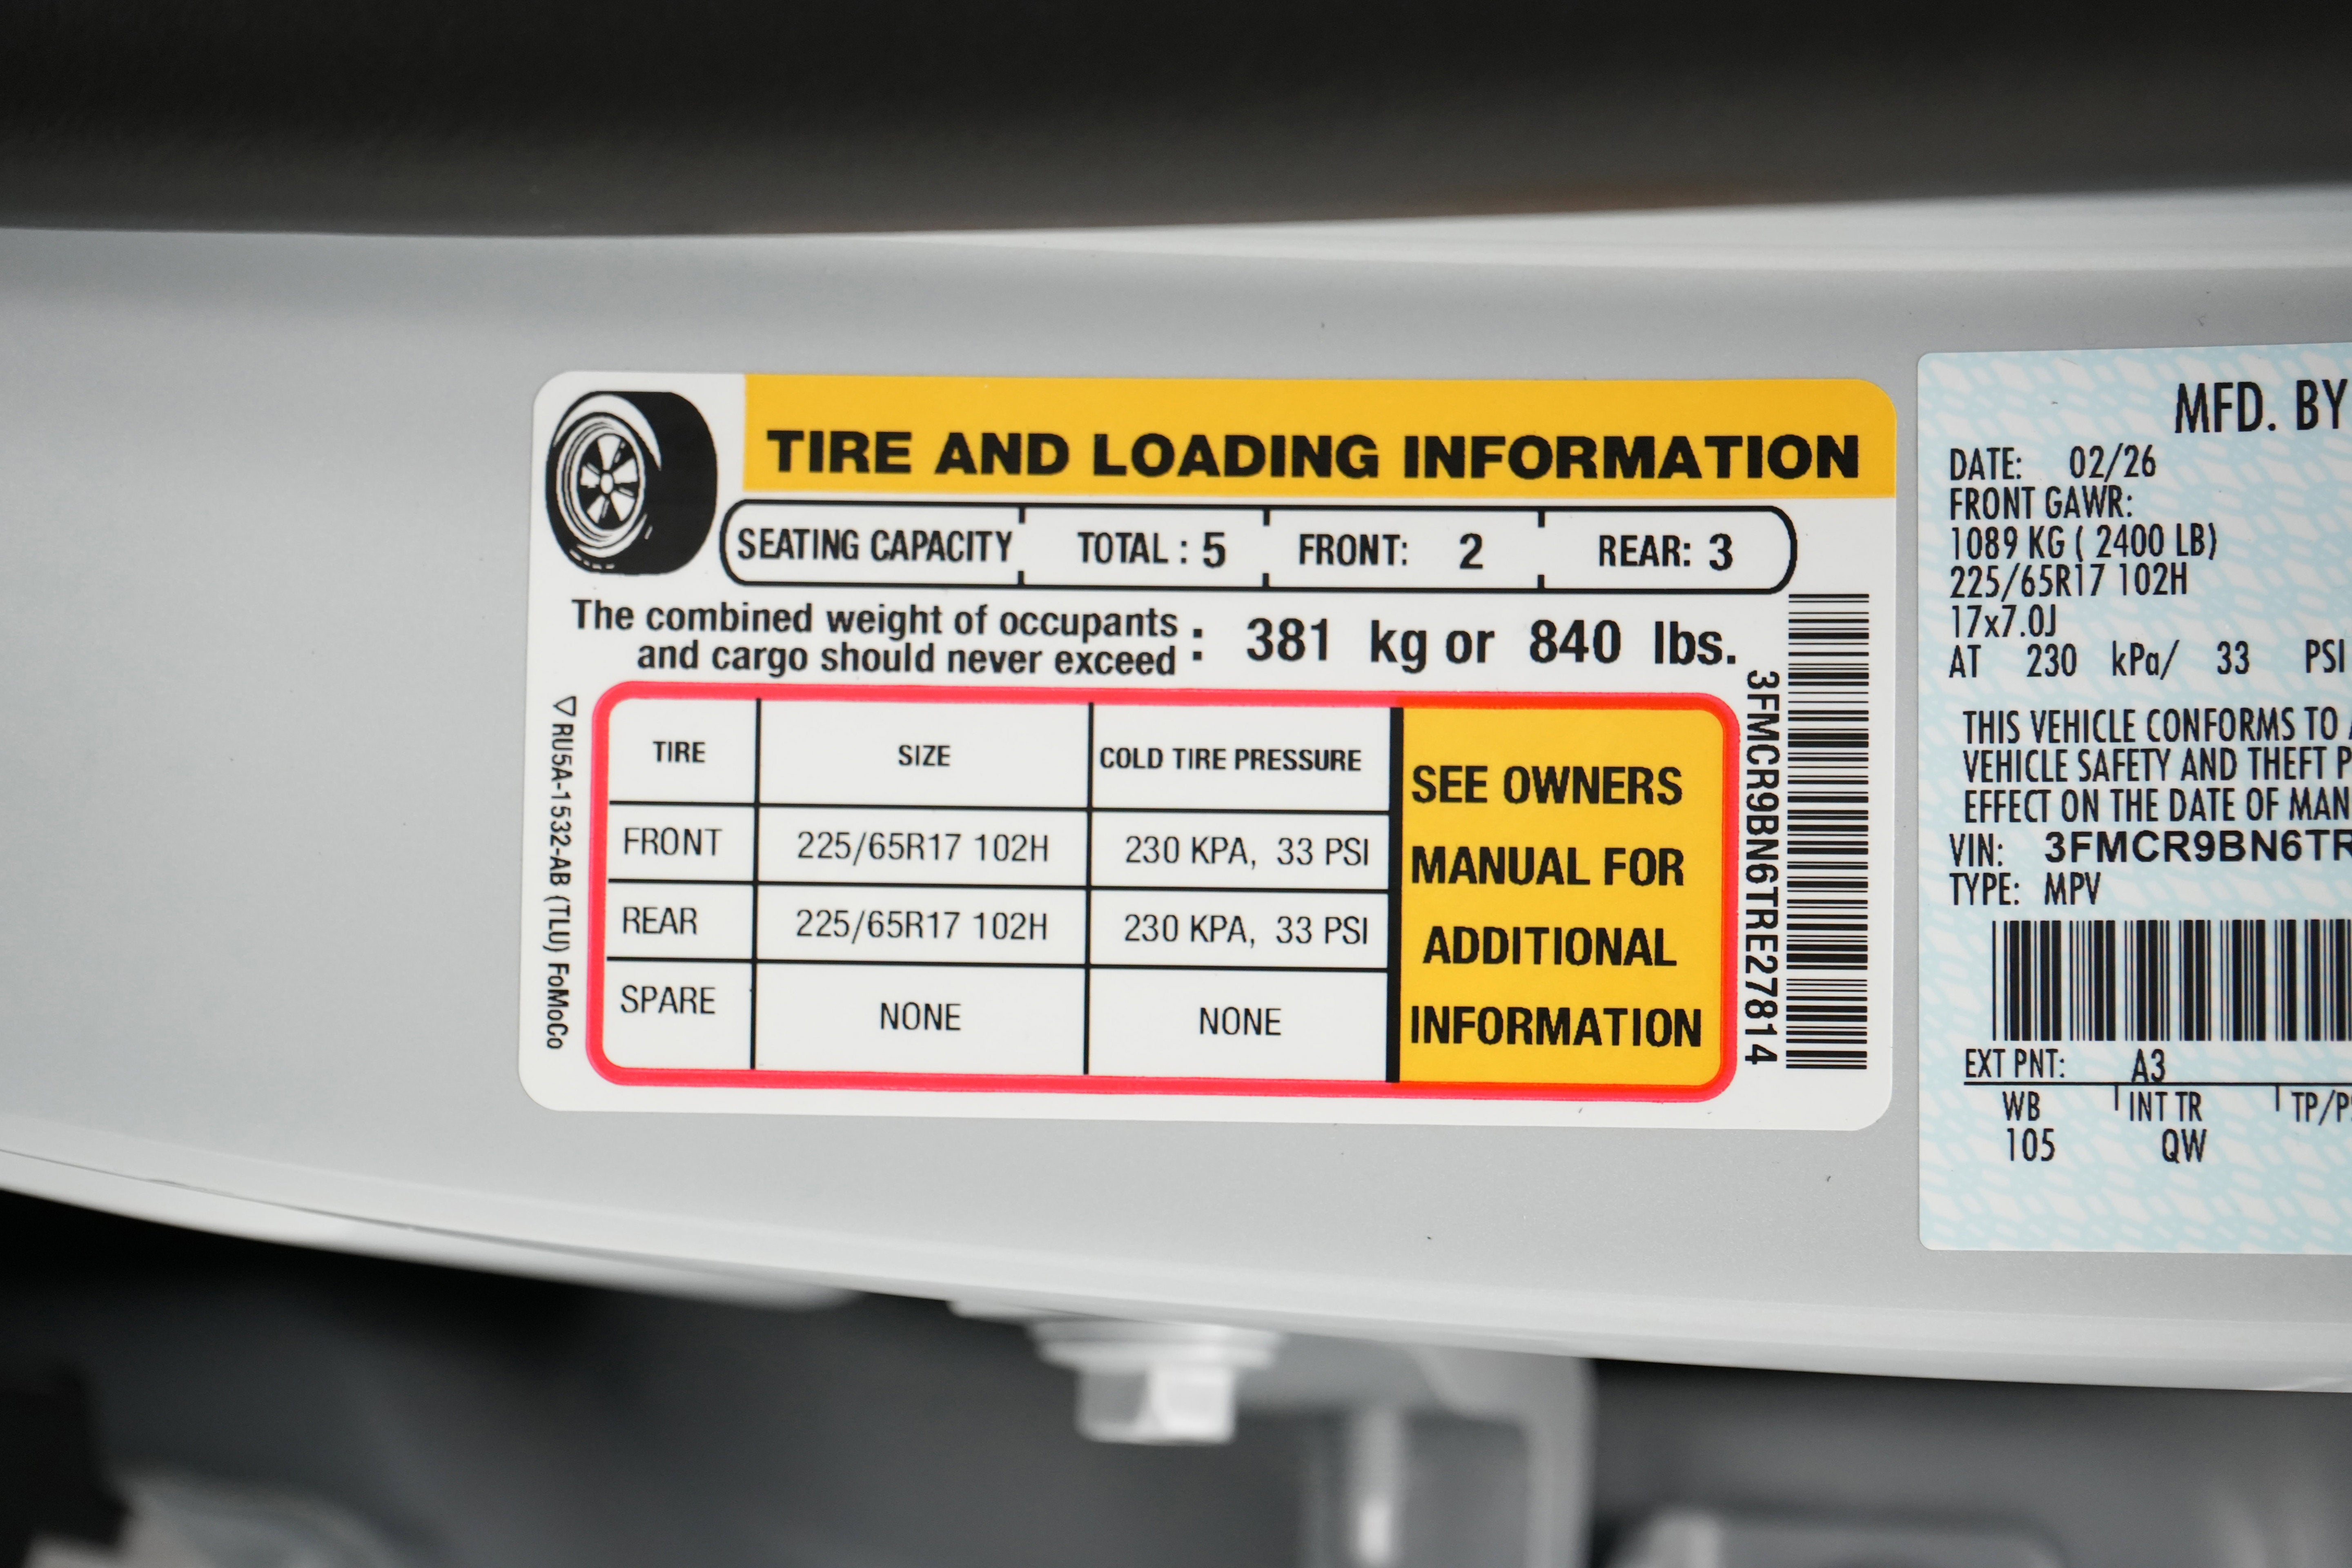 TIRE AND LOADING INFORMATION
SEATING CAPACITY TOTAL : 5 FRONT: 2 REAR: 3
The combined weight of occupants
and cargo should never exceed : 381 kg or 840 lbs.
TIRE SIZE COLD TIRE PRESSURE
FRONT 225/65R17 102H 230 KPA, 33 PSI
REAR 225/65R17 102H 230 KPA, 33 PSI
SPARE NONE NONE
SEE OWNERS
MANUAL FOR
ADDITIONAL
INFORMATION
RU5A-1532-AB (TLU) FoMoCo
3FMCR9BN6TRE27814
MFD. BY
DATE: 02/26
FRONT GAWR:
1089 KG ( 2400 LB)
225/65R17 102H
17x7.0J
AT 230 kPa/ 33 PSI
THIS VEHICLE CONFORMS TO
VEHICLE SAFETY AND THEFT P
EFFECT ON THE DATE OF MAN
VIN: 3FMCR9BN6TR
TYPE: MPV
EXT PNT: A3
WB INT TR TP/P
105 QW